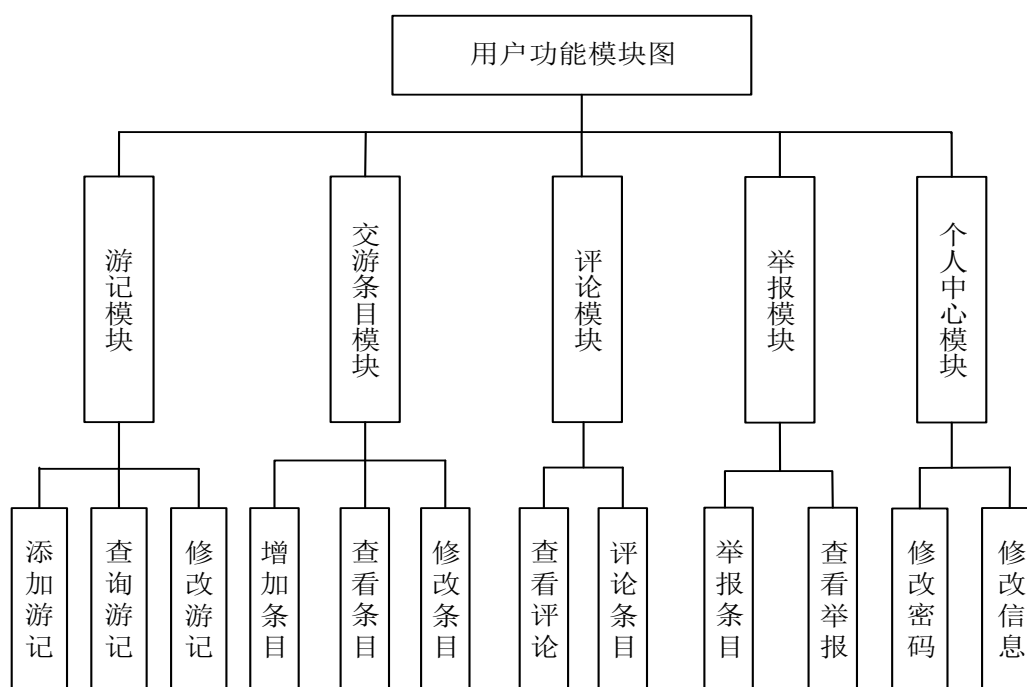 用户功能模块图
游记模块
交游条目模块
评论模块
举报模块
个人中心模块
添加游记
查询游记
修改游记
增加条目
查看条目
修改条目
查看评论
评论条目
举报条目
查看举报
修改密码
修改信息